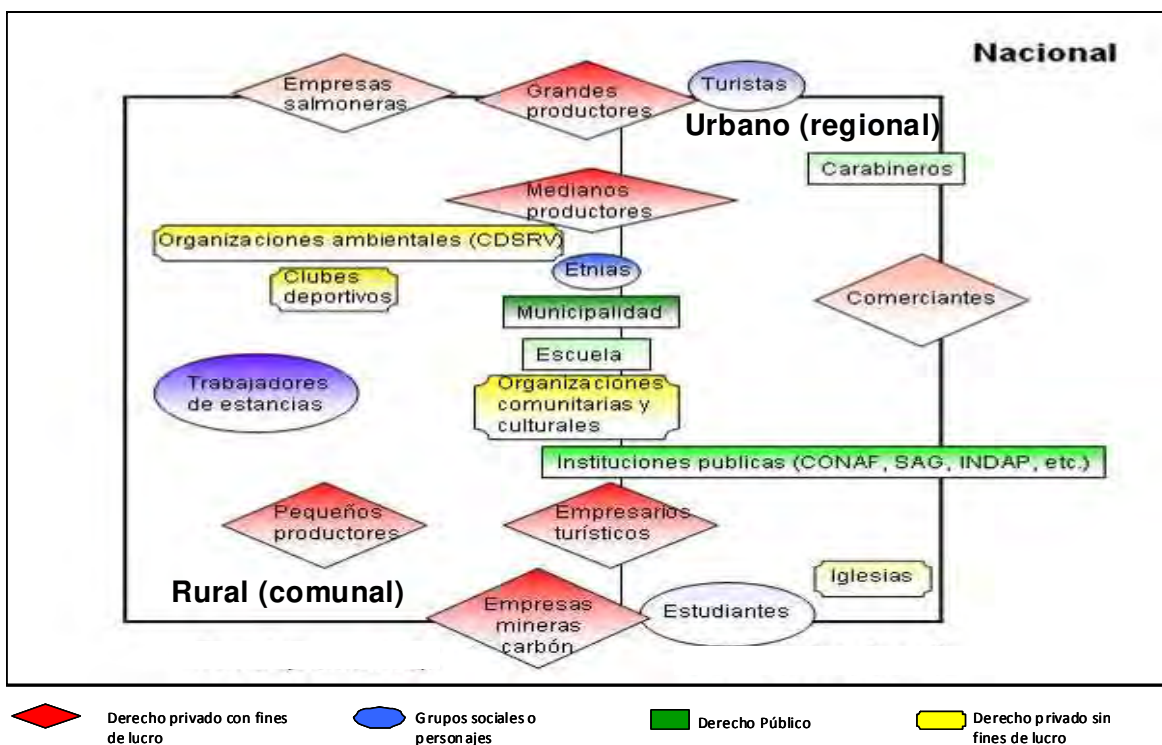 Nacional
Empresas
salmoneras
Grandes
productores
Turistas
Urbano (regional)
Carabineros
Medianos
productores
Organizaciones ambientales (CDSRV)
Etnias
Clubes
deportivos
Comerciantes
Municipalidad
Escuela
Trabajadores
de estancias
Organizaciones
comunitarias y
culturales
Instituciones publicas (CONAF, SAG, INDAP, etc.)
Pequeños
productores
Empresarios
turísticos
Iglesias
Rural (comunal)
Empresas
mineras
carbón
Estudiantes
Derecho privado con fines
de lucro
Grupos sociales o
personajes
Derecho Público
Derecho privado sin
fines de lucro